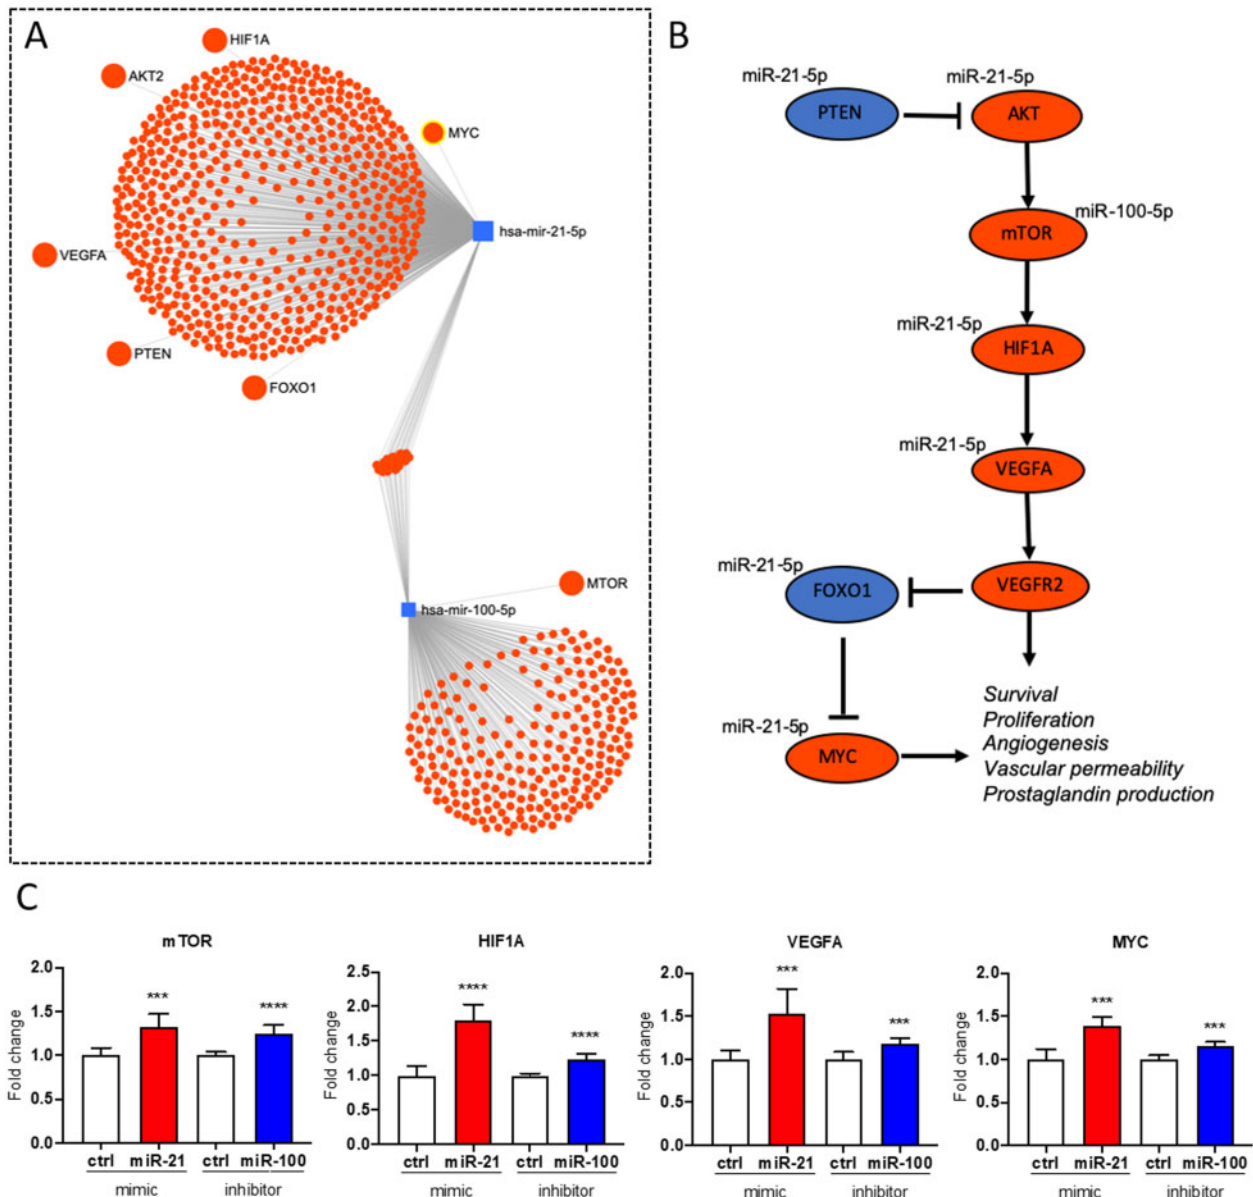 A
HIF1A
AKT2
MYC
hsa-mir-21-5p
VEGFA
PTEN
FOXO1
MTOR
hsa-mir-100-5p
B
miR-21-5p
miR-21-5p
PTEN
AKT
miR-100-5p
mTOR
miR-21-5p
HIF1A
miR-21-5p
VEGFA
miR-21-5p
FOXO1
VEGFR2
Survival
Proliferation
Angiogenesis
Vascular permeability
Prostaglandin production
miR-21-5p
MYC
C
mTOR
Fold change
2.0
1.5
1.0
0.5
0.0
***
****
ctrl miR-21 ctrl miR-100
mimic inhibitor
HIF1A
Fold change
2.5
2.0
1.5
1.0
0.5
0.0
****
****
ctrl miR-21 ctrl miR-100
mimic inhibitor
VEGFA
Fold change
2.0
1.5
1.0
0.5
0.0
***
***
ctrl miR-21 ctrl miR-100
mimic inhibitor
MYC
Fold change
2.0
1.5
1.0
0.5
0.0
***
***
ctrl miR-21 ctrl miR-100
mimic inhibitor